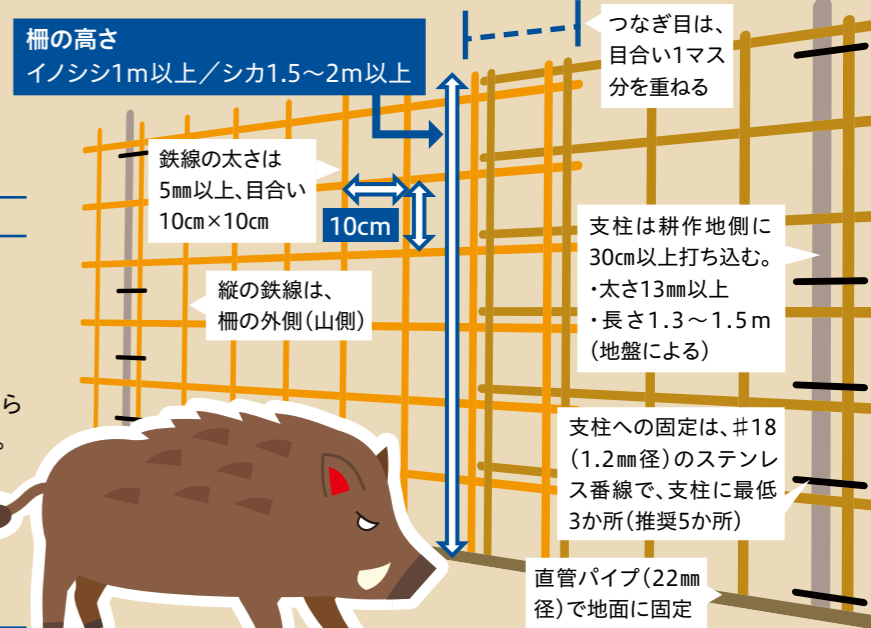 柵の高さ
イノシシ1m以上／シカ1.5～2m以上
つなぎ目は、
目合い1マス
分を重ねる
鉄線の太さは
5㎜以上、目合い
10㎝×10㎝
10cm
縦の鉄線は、
柵の外側（山側）
支柱は耕作地側に
30㎝以上打ち込む。
・太さ13㎜以上
・長さ1.3～1.5m
（地盤による）
ら
。
支柱への固定は、＃18
（1.2㎜径）のステンレ
ス番線で、支柱に最低
3か所（推奨5か所）
直管パイプ（22㎜
径）で地面に固定